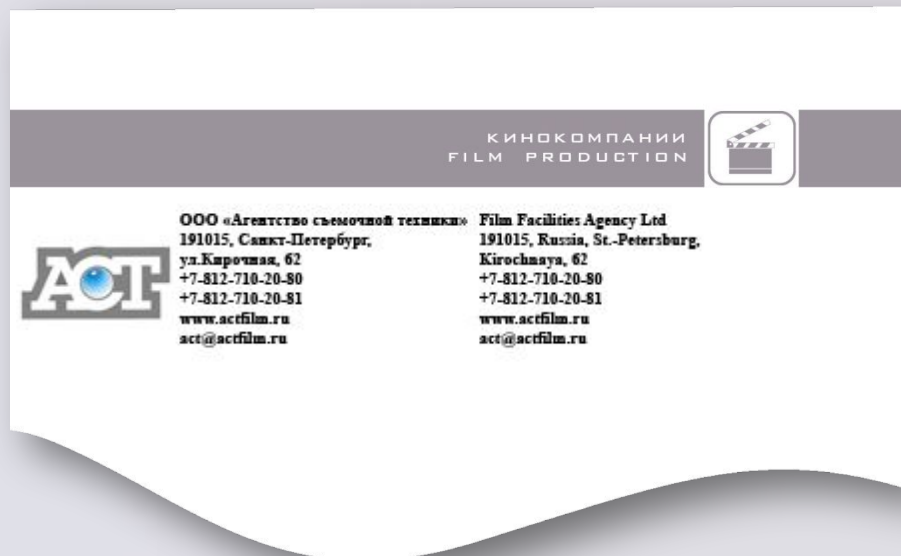 КИНОКОМПАНИИ
FILM PRODUCTION
АСТ
ООО «Агентство съемочной техники»
191015, Санкт-Петербург,
ул.Кирочная, 62
+7-812-710-20-80
+7-812-710-20-81
www.actfilm.ru
act@actfilm.ru
Film Facilities Agency Ltd
191015, Russia, St.-Petersburg,
Kirochnaya, 62
+7-812-710-20-80
+7-812-710-20-81
www.actfilm.ru
act@actfilm.ru